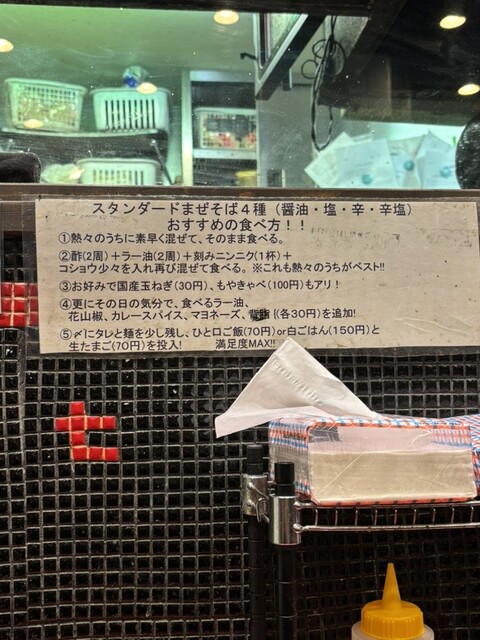 スタンダードまぜそば4種（醤油・塩・辛・辛塩）
おすすめの食べ方！！
①熱々のうちに素早く混ぜて、そのまま食べる。
②酢(2周)＋ラー油(2周)＋刻みニンニク(1杯)＋
コショウ少々を入れ再び混ぜて食べる。※これも熱々のうちがベスト!!
③お好みで国産玉ねぎ(30円)、もやきゃべ(100円)もアリ！
④更にその日の気分で、食べるラー油、
花山椒、カレースパイス、マヨネーズ、(各30円)を追加!
⑤〆にタレと麺を少し残し、ひと口ご飯(70円)or白ごはん(150円)と
生たまご(70円)を投入!　満足度MAX!!